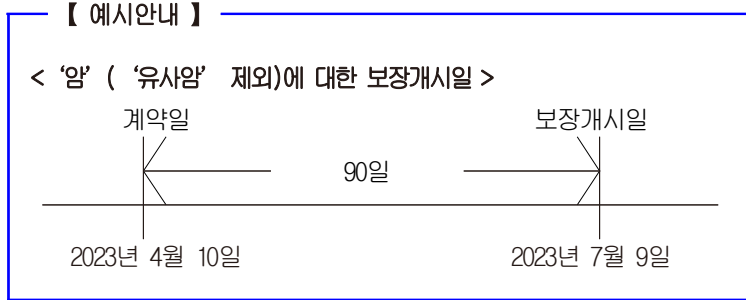 【 예시안내 】
< ‘암’ ( ‘유사암’ 제외)에 대한 보장개시일 >
계약일 보장개시일
90일
2023년 4월 10일 2023년 7월 9일